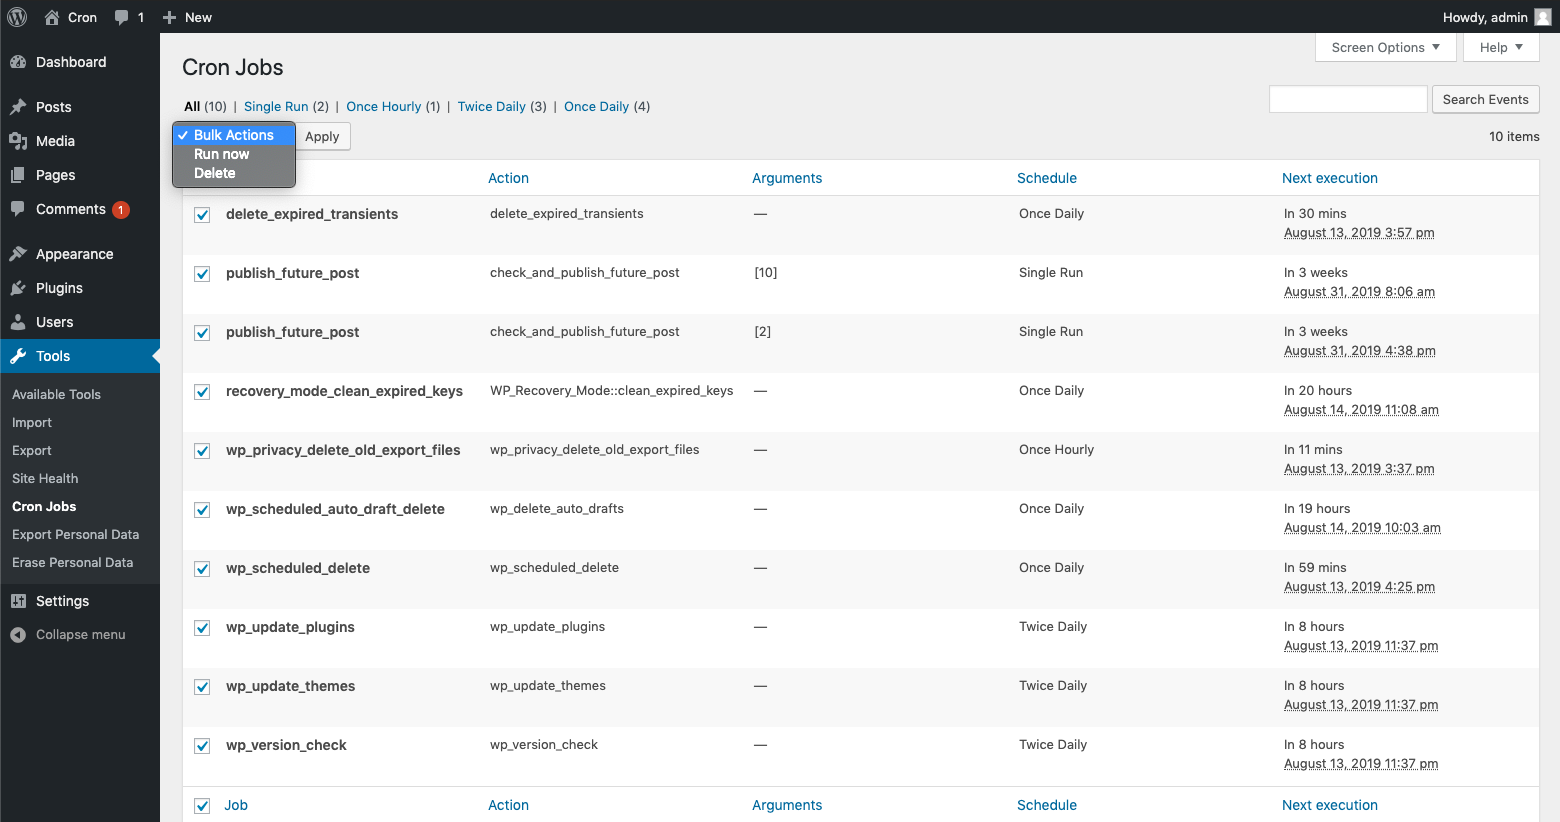 Cron 1 New Howdy, admin
Screen Options Help
Dashboard
Posts
Media
Pages
Comments 1
Appearance
Plugins
Users
Tools
Available Tools
Import
Export
Site Health
Cron Jobs
Export Personal Data
Erase Personal Data
Settings
Collapse menu
Cron Jobs
All (10) | Single Run (2) | Once Hourly (1) | Twice Daily (3) | Once Daily (4)
Search Events
Bulk Actions
Run now
Delete
Apply
10 items
Action Arguments Schedule Next execution
delete_expired_transients delete_expired_transients — Once Daily In 30 mins
August 13, 2019 3:57 pm
publish_future_post check_and_publish_future_post [10] Single Run In 3 weeks
August 31, 2019 8:06 am
publish_future_post check_and_publish_future_post [2] Single Run In 3 weeks
August 31, 2019 4:38 pm
recovery_mode_clean_expired_keys WP_Recovery_Mode::clean_expired_keys — Once Daily In 20 hours
August 14, 2019 11:08 am
wp_privacy_delete_old_export_files wp_privacy_delete_old_export_files — Once Hourly In 11 mins
August 13, 2019 3:37 pm
wp_scheduled_auto_draft_delete wp_delete_auto_drafts — Once Daily In 19 hours
August 14, 2019 10:03 am
wp_scheduled_delete wp_scheduled_delete — Once Daily In 59 mins
August 13, 2019 4:25 pm
wp_update_plugins wp_update_plugins — Twice Daily In 8 hours
August 13, 2019 11:37 pm
wp_update_themes wp_update_themes — Twice Daily In 8 hours
August 13, 2019 11:37 pm
wp_version_check wp_version_check — Twice Daily In 8 hours
August 13, 2019 11:37 pm
Job Action Arguments Schedule Next execution